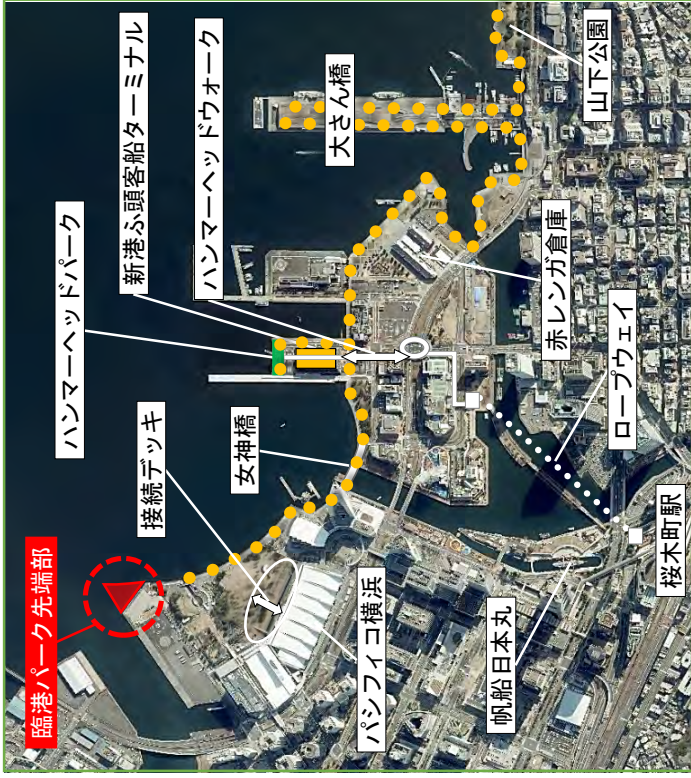 臨港パーク先端部
ハンマーヘッドパーク
新港ふ頭客船ターミナル
ハンマーヘッドウォーク
接続デッキ
女神橋
大さん橋
山下公園
赤レンガ倉庫
ロープウェイ
パシフィコ横浜
帆船日本丸
桜木町駅